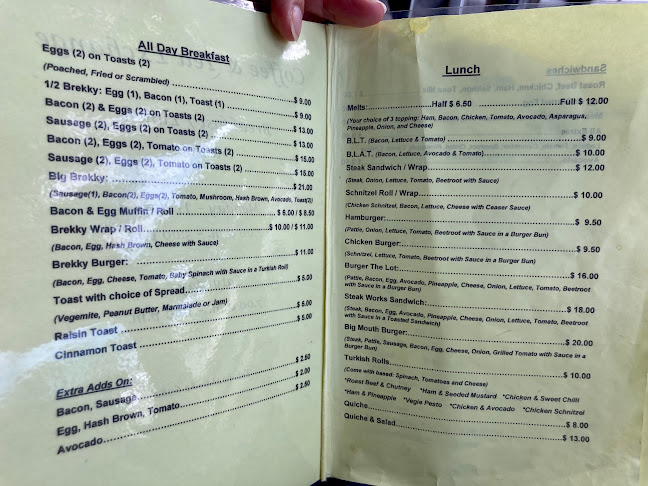 All Day Breakfast
Eggs (2) on Toasts (2)
(Poached, Fried or Scrambled)..........$ 9.00
1/2 Brekky: Egg (1), Bacon (1), Toast (1)..........$ 9.00
Bacon (2) & Eggs (2) on Toasts (2)..........$ 13.00
Sausage (2), Eggs (2) on Toasts (2)..........$ 13.00
Bacon (2), Eggs (2), Tomato on Toasts (2)..........$ 15.00
Sausage (2), Eggs (2), Tomato on Toasts (2)..........$ 15.00
Big Brekky:..........$ 21.00
(Sausage(1), Bacon(2), Eggs(2), Tomato, Mushroom, Hash Brown, Avocado, Toast(2))
Bacon & Egg Muffin / Roll..........$ 6.00 / $ 8.50
Brekky Wrap / Roll..........$ 10.00 / $ 11.00
(Bacon, Egg, Hash Brown, Cheese with Sauce)
Brekky Burger:..........$ 11.00
(Bacon, Egg, Cheese, Tomato, Baby Spinach with Sauce in a Turkish Roll)
Toast with choice of Spread..........$ 5.00
(Vegemite, Peanut Butter, Marmalade or Jam)
Raisin Toast..........$ 5.00
Cinnamon Toast..........$ 5.00
Extra Adds On:
Bacon, Sausage..........$ 2.50
Egg, Hash Brown, Tomato..........$ 2.00
Avocado..........$ 2.50
Lunch
Melts:..........Half $ 6.50..........Full $ 12.00
(Your choice of 3 topping: Ham, Bacon, Chicken, Tomato, Avocado, Asparagus,
Pineapple, Onion, and Cheese)
B.L.T. (Bacon, Lettuce & Tomato)..........$ 9.00
B.L.A.T. (Bacon, Lettuce, Avocado & Tomato)..........$ 10.00
Steak Sandwich / Wrap..........$ 12.00
(Steak, Onion, Lettuce, Tomato, Beetroot with Sauce)
Schnitzel Roll / Wrap..........$ 10.00
(Chicken Schnitzel, Bacon, Lettuce, Cheese with Ceaser Sauce)
Hamburger:..........$ 9.50
(Pattie, Onion, Lettuce, Tomato, Beetroot with Sauce in a Burger Bun)
Chicken Burger:..........$ 9.50
(Schnitzel, Lettuce, Tomato, Beetroot with Sauce in a Burger Bun)
Burger The Lot:..........$ 16.00
(Pattie, Bacon, Egg, Avocado, Pineapple, Cheese, Onion, Lettuce, Tomato, Beetroot
with Sauce in a Burger Bun)
Steak Works Sandwich:..........$ 18.00
(Steak, Bacon, Egg, Avocado, Pineapple, Cheese, Onion, Lettuce, Tomato, Beetroot
with Sauce in a Toasted Sandwich)
Big Mouth Burger:..........$ 20.00
(Steak, Pattie, Sausage, Bacon, Egg, Cheese, Onion, Grilled Tomato with Sauce in a
Burger Bun)
Turkish Rolls..........$ 10.00
(Come with based: Spinach, Tomatoes and Cheese)
*Roast Beef & Chutney *Ham & Seeded Mustard *Chicken & Sweet Chilli
*Ham & Pineapple *Vegie Pesto *Chicken & Avocado *Chicken Schnitzel
Quiche..........$ 8.00
Quiche & Salad..........$ 13.00